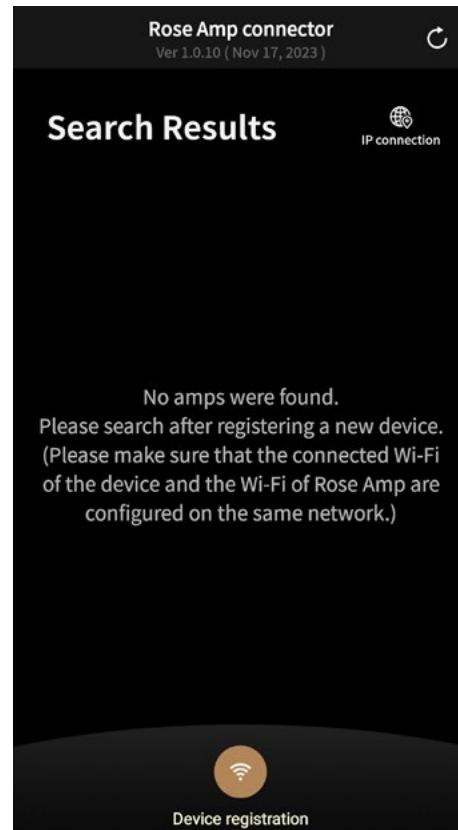 Rose Amp connector
Ver 1.0.10 ( Nov 17, 2023 )
Search Results
IP connection
No amps were found.
Please search after registering a new device.
(Please make sure that the connected Wi-Fi
of the device and the Wi-Fi of Rose Amp are
configured on the same network.)
Device registration